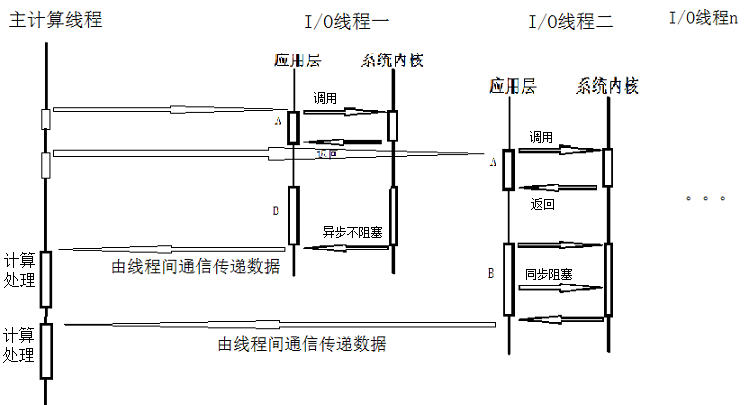 主计算线程
I/O线程一
I/O线程二
I/O线程n
应用层
系统内核
应用层
系统内核
调用
A
调用
返回
A
返回
B
异步不阻塞
由线程间通信传递数据
计算
处理
B
同步阻塞
。。。
计算
处理
由线程间通信传递数据